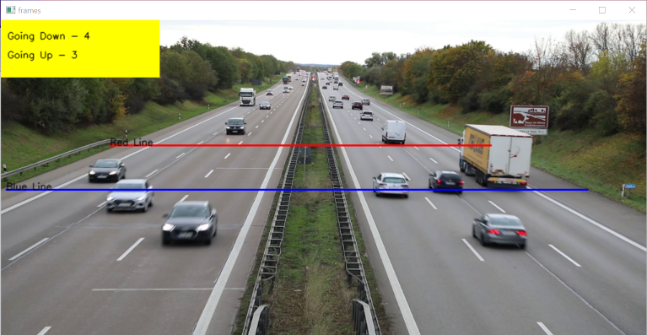 frames
Going Down - 4
Going Up - 3
Red Line
Blue Line